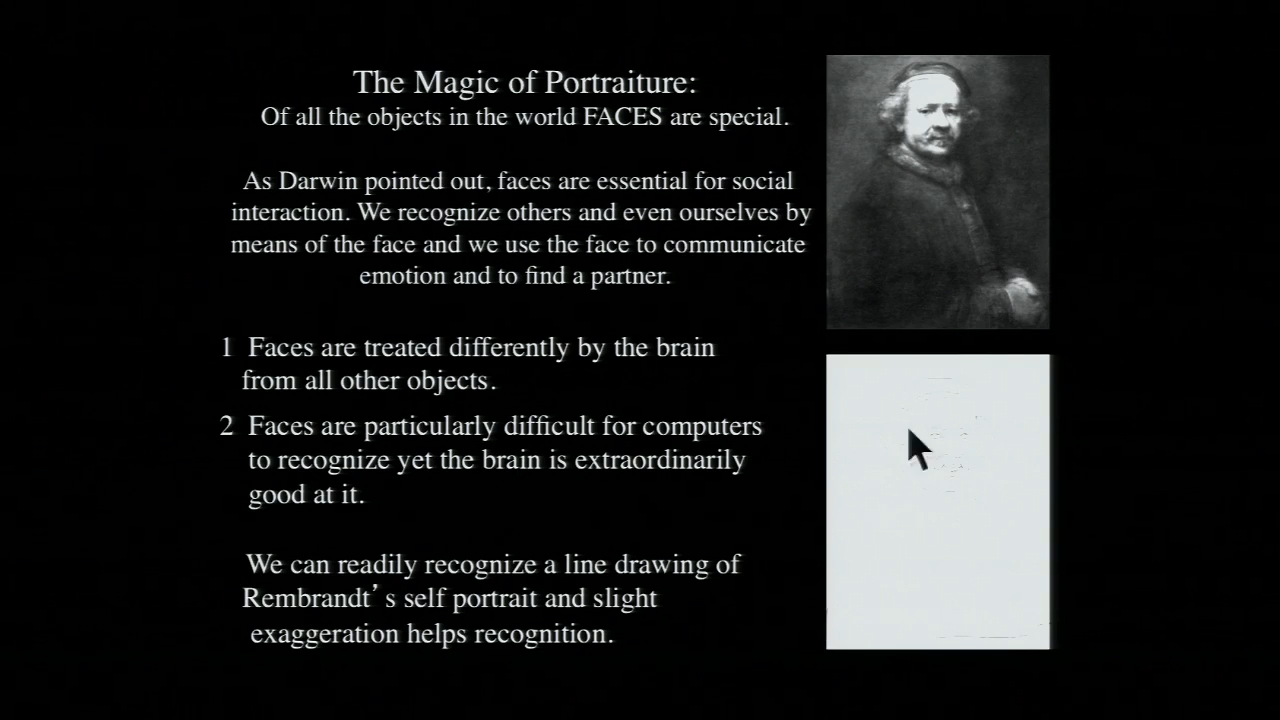 The Magic of Portraiture:
Of all the objects in the world FACES are special.
As Darwin pointed out, faces are essential for social
interaction. We recognize others and even ourselves by
means of the face and we use the face to communicate
emotion and to find a partner.
1 Faces are treated differently by the brain
from all other objects.
2 Faces are particularly difficult for computers
to recognize yet the brain is extraordinarily
good at it.
We can readily recognize a line drawing of
Rembrandt’s self portrait and slight
exaggeration helps recognition.